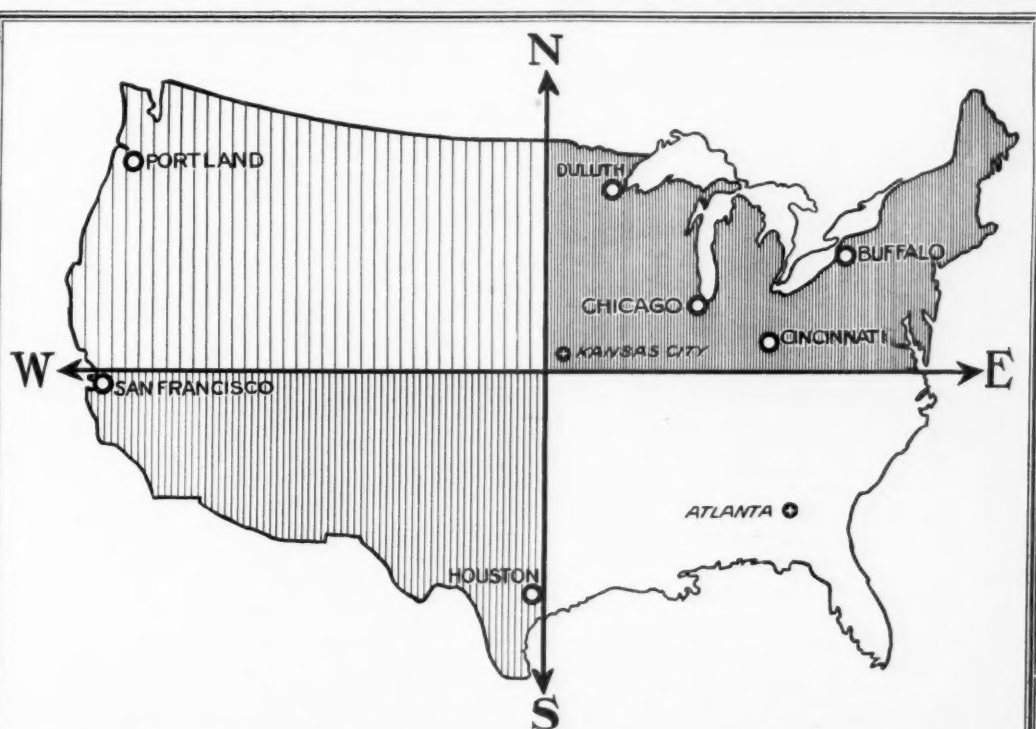 N
PORTLAND
DULUTH
BUFFALO
CHICAGO
CINCINNATI
KANSAS CITY
W
E
SAN FRANCISCO
ATLANTA
HOUSTON
S